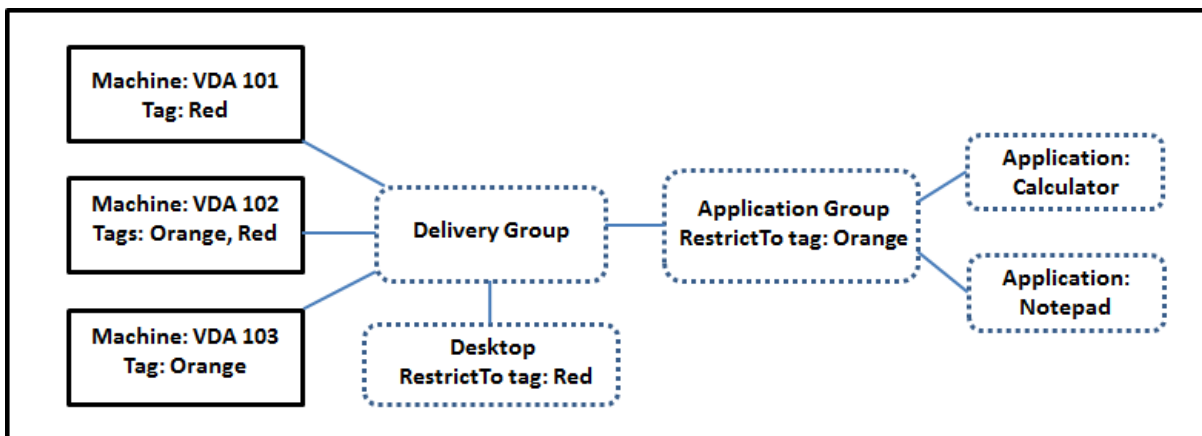 Machine: VDA 101
Tag: Red
Machine: VDA 102
Tags: Orange, Red
Machine: VDA 103
Tag: Orange
Delivery Group
Desktop
RestrictTo tag: Red
Application Group
RestrictTo tag: Orange
Application:
Calculator
Application:
Notepad